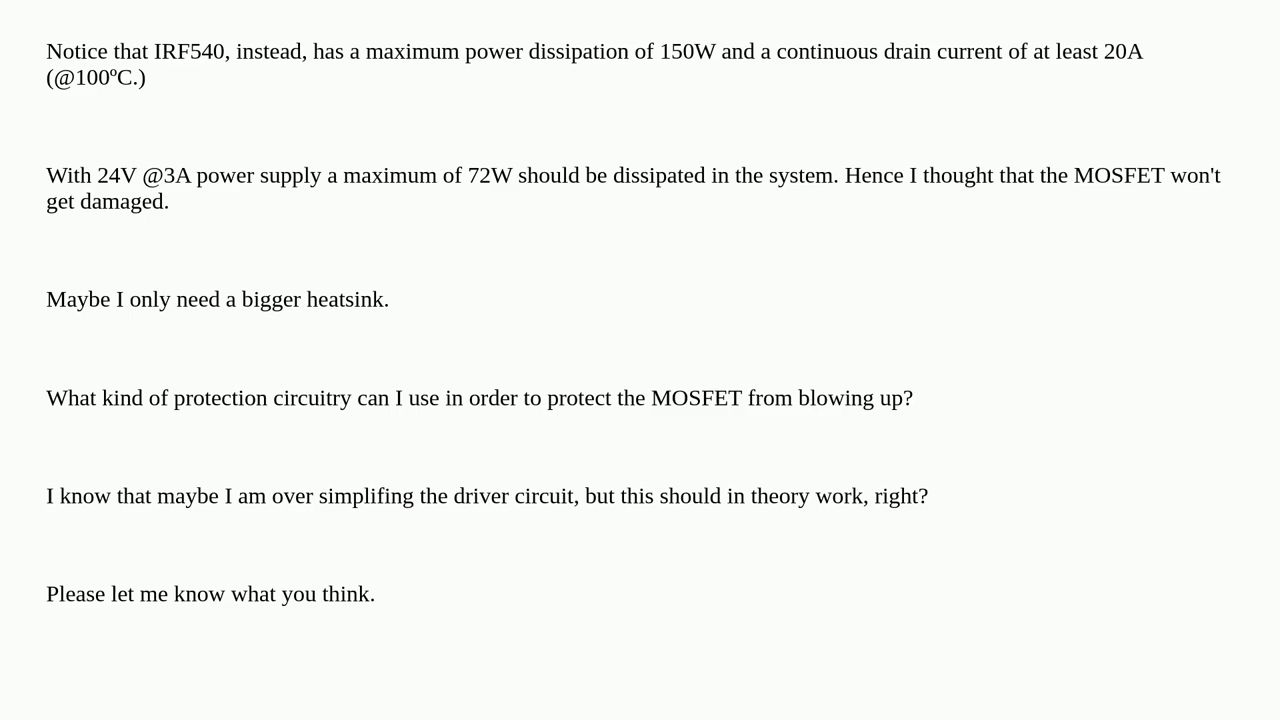 Notice that IRF540, instead, has a maximum power dissipation of 150W and a continuous drain current of at least 20A
(@100ºC.)
With 24V @3A power supply a maximum of 72W should be dissipated in the system. Hence I thought that the MOSFET won't
get damaged.
Maybe I only need a bigger heatsink.
What kind of protection circuitry can I use in order to protect the MOSFET from blowing up?
I know that maybe I am over simplifing the driver circuit, but this should in theory work, right?
Please let me know what you think.